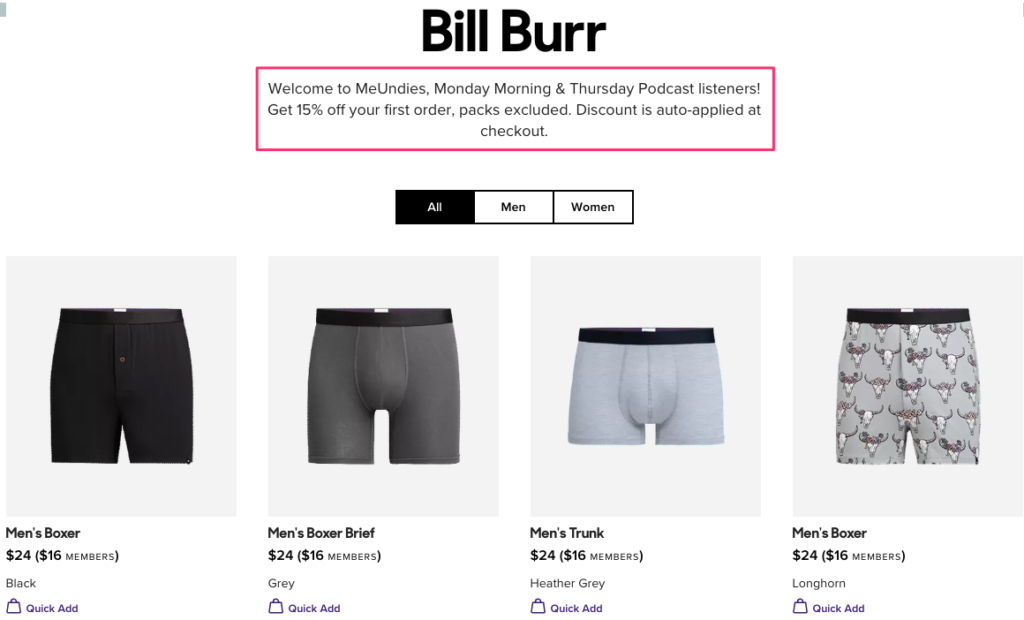 Bill Burr
Welcome to MeUndies, Monday Morning & Thursday Podcast listeners!
Get 15% off your first order, packs excluded. Discount is auto-applied at
checkout.
All
Men
Women
Men's Boxer
$24 ($16 MEMBERS)
Black
Quick Add
Men's Boxer Brief
$24 ($16 MEMBERS)
Grey
Quick Add
Men's Trunk
$24 ($16 MEMBERS)
Heather Grey
Quick Add
Men's Boxer
$24 ($16 MEMBERS)
Longhorn
Quick Add